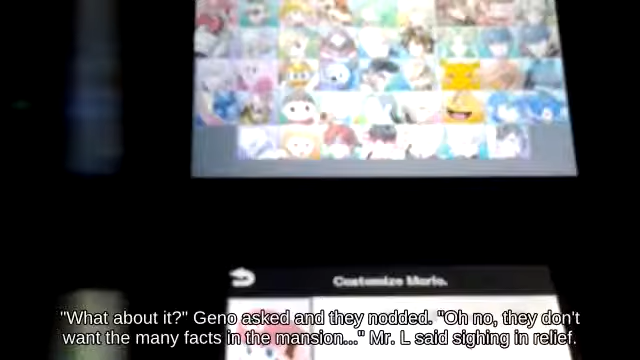 Customize Mario.
"What about it?" Geno asked and they nodded. "Oh no, they don't
want the many facts in the mansion..." Mr. L said sighing in relief.